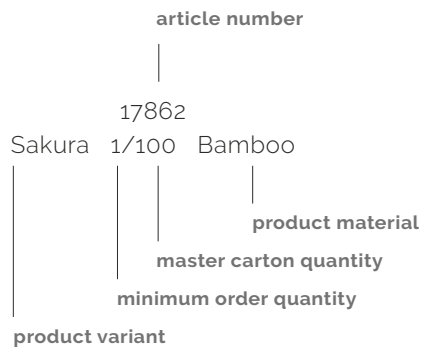 article number
17862
Sakura 1/100 Bamboo
product material
master carton quantity
minimum order quantity
product variant